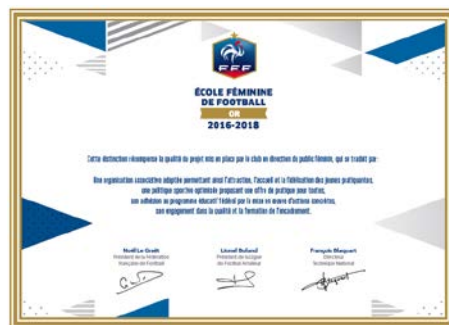 FFF
ÉCOLE FÉMININE
DE FOOTBALL
OR
2016-2018
Cette distinction récompense la qualité du projet mis en place par le club en direction du public féminin, qui se traduit par:
Une organisation associative adaptée permettant ainsi l'attraction, l'accueil et la fidélisation des jeunes pratiquantes,
une politique sportive optimisée proposant une offre de pratique pour toutes,
son adhésion au programme éducatif fédéral par la mise en œuvre d'actions concrètes,
son engagement dans la qualité et la formation de l'encadrement.
Noël Le Graët
Président de la Fédération
Française de Football
Lionel Boland
Président de la Ligue
du Football Amateur
François Blaquart
Directeur
Technique National